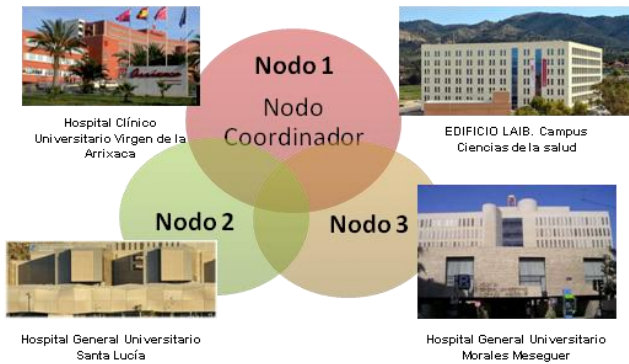 Nodo 1
Nodo
Coordinador
Arrixaca
Hospital Clínico
Universitario Virgen de la
Arrixaca
EDIFICIO LAIB. Campus
Ciencias de la salud
Nodo 2
Nodo 3
Hospital General Universitario
Santa Lucía
Hospital General Universitario
Morales Meseguer